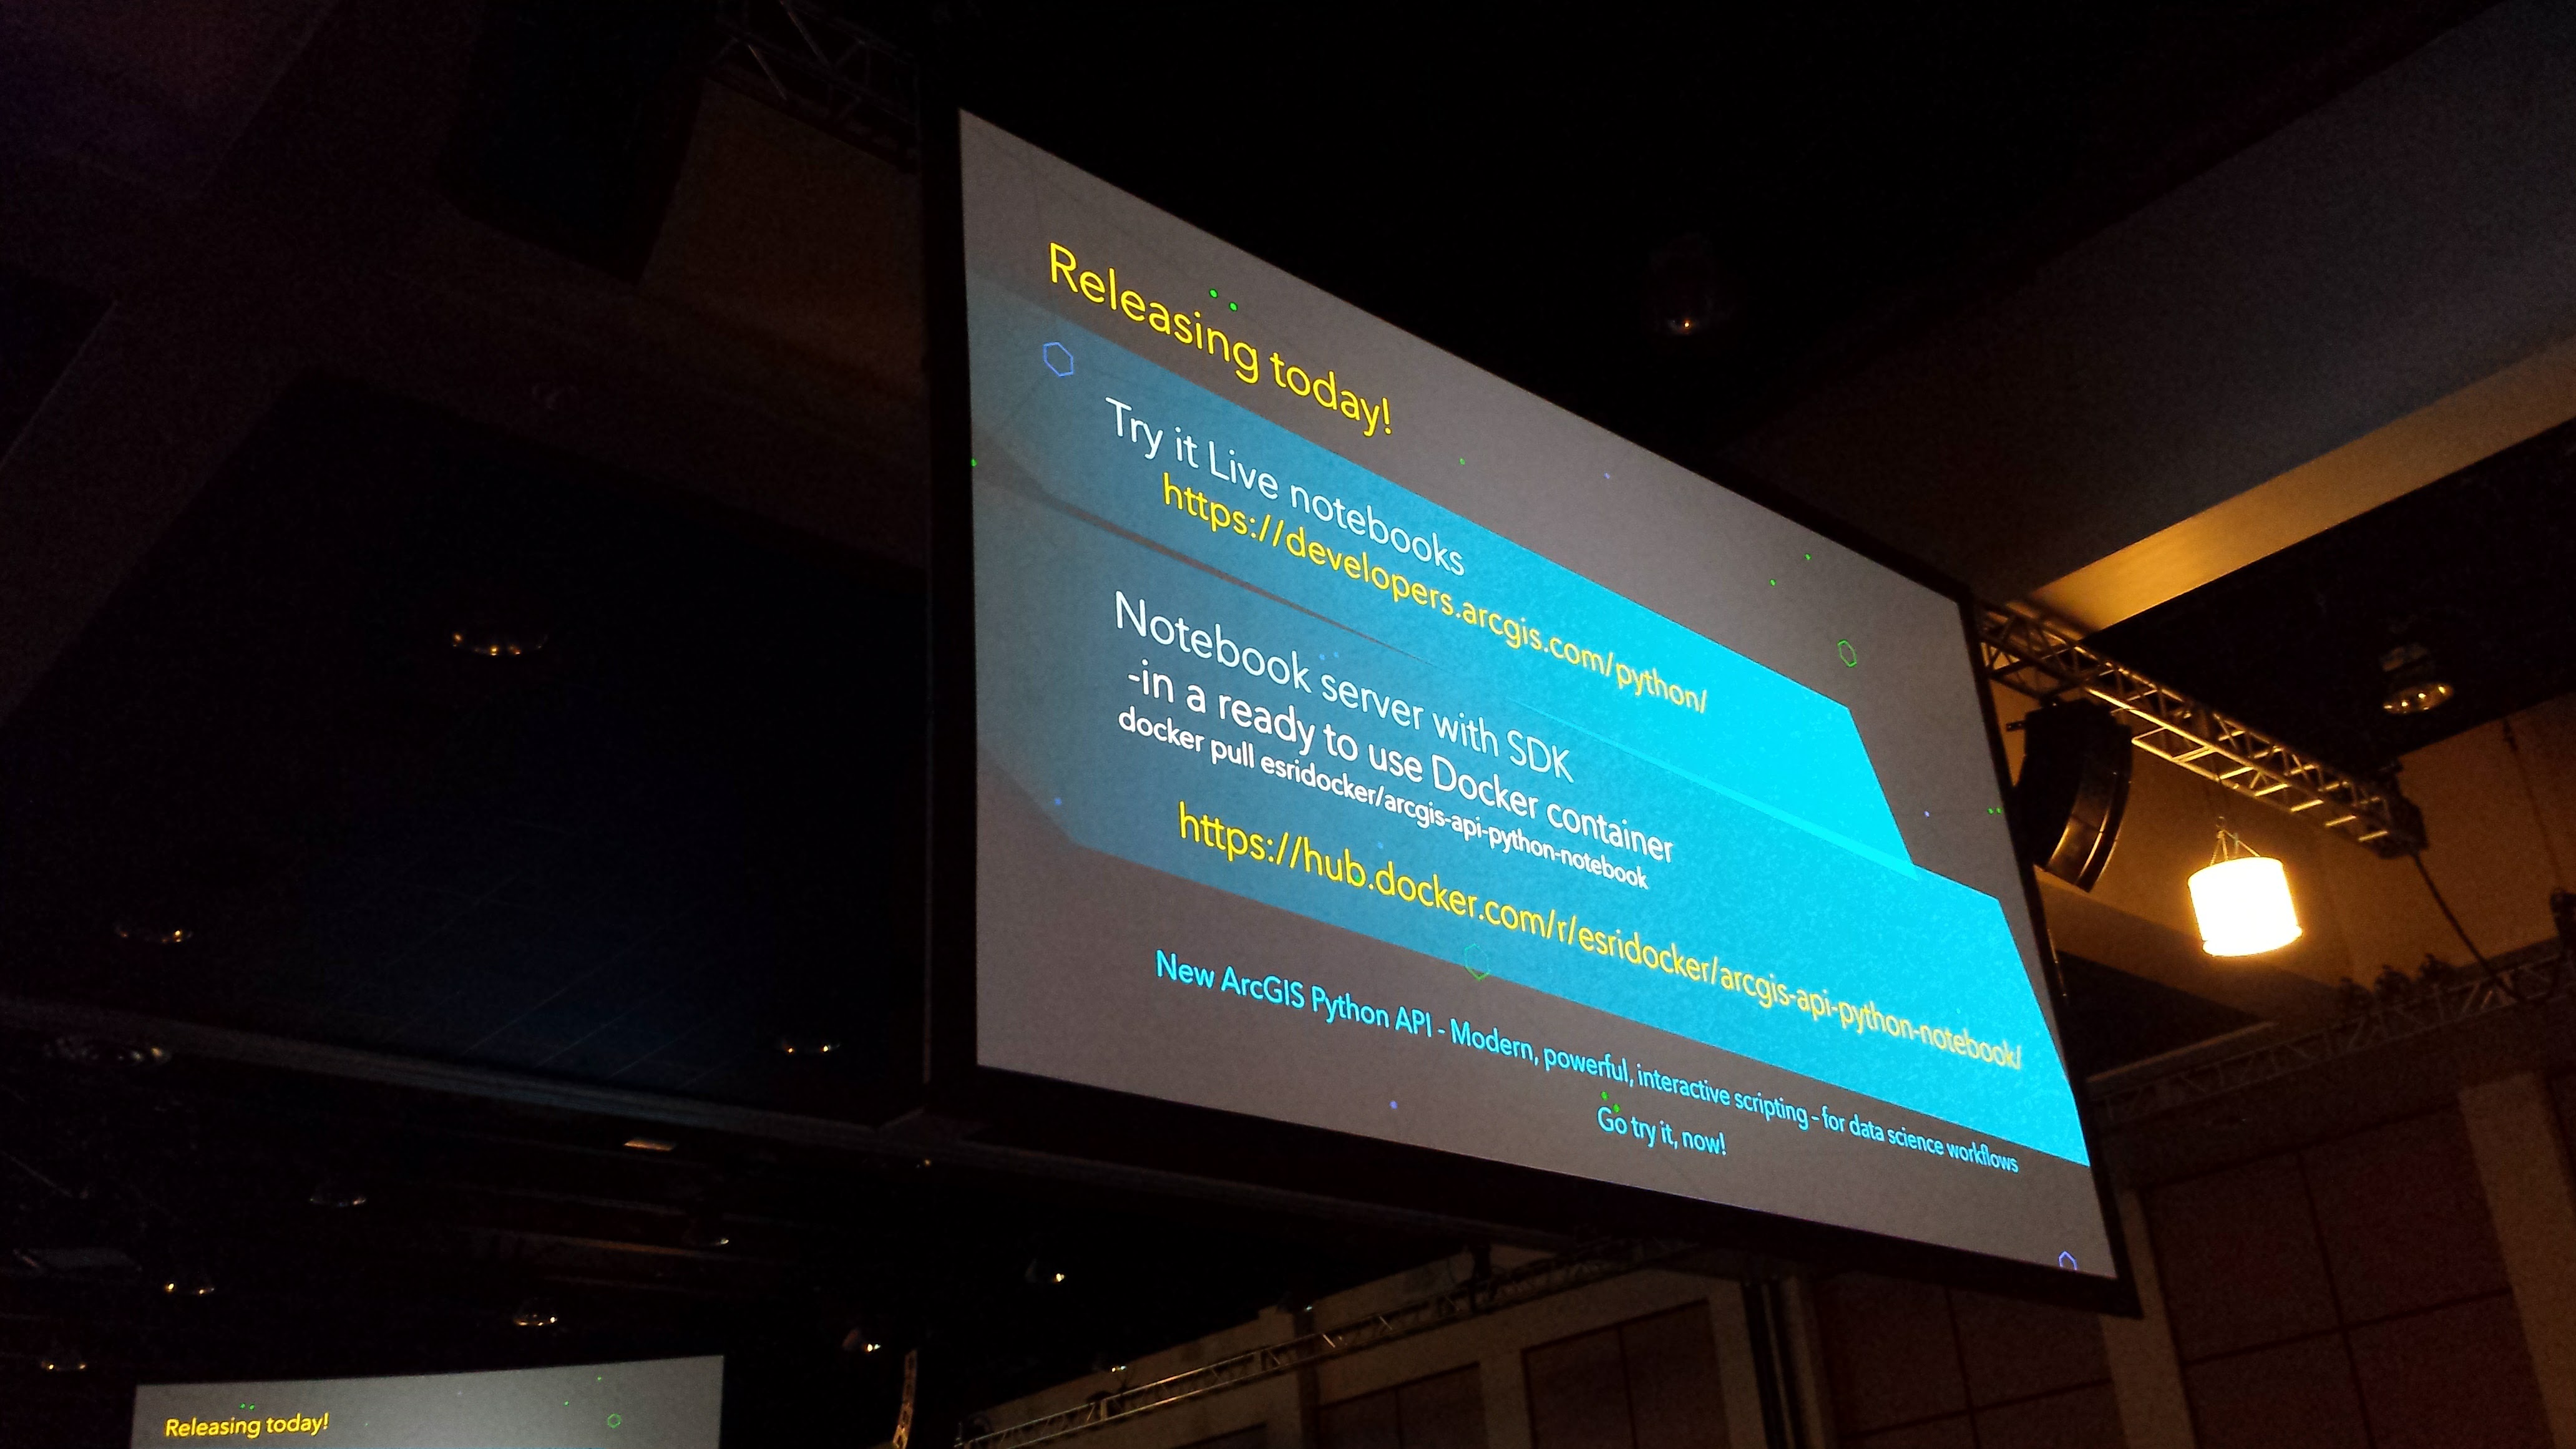 Releasing today!
Try it Live notebooks
https://developers.arcgis.com/python/
Notebook server with SDK
-in a ready to use Docker container
docker pull esridocker/arcgis-api-python-notebook
https://hub.docker.com/r/esridocker/arcgis-api-python-notebook/
New ArcGIS Python API - Modern, powerful, interactive scripting - for data science workflows
Go try it, now!
Releasing today!